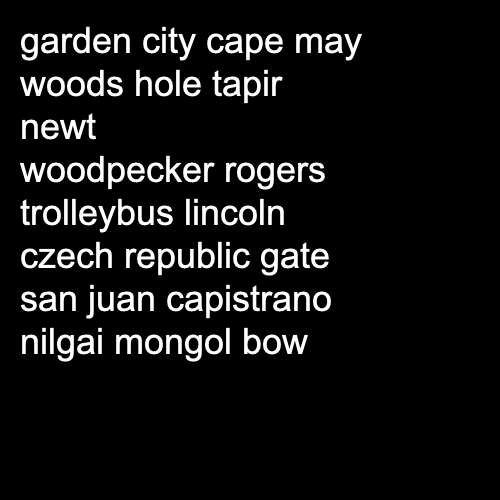 garden city cape may
woods hole tapir
newt
woodpecker rogers
trolleybus lincoln
czech republic gate
san juan capistrano
nilgai mongol bow